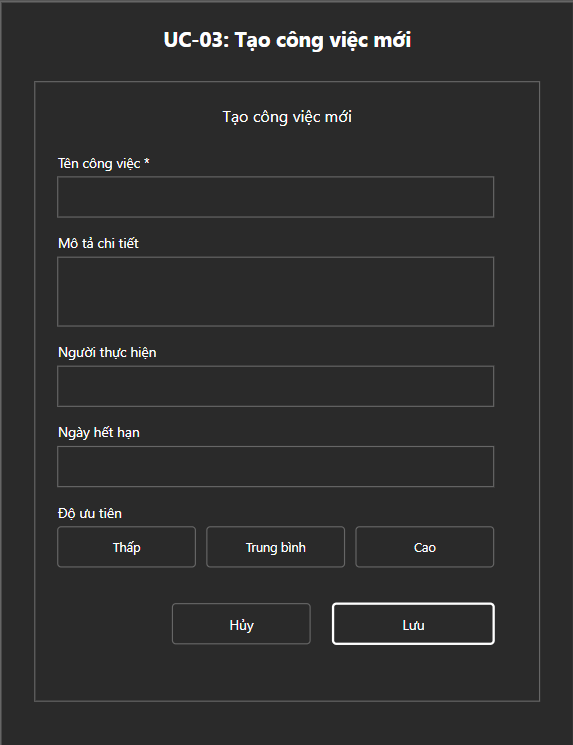 UC-03: Tạo công việc mới
Tạo công việc mới
Tên công việc *
Mô tả chi tiết
Người thực hiện
Ngày hết hạn
Độ ưu tiên
Thấp Trung bình Cao
Hủy Lưu